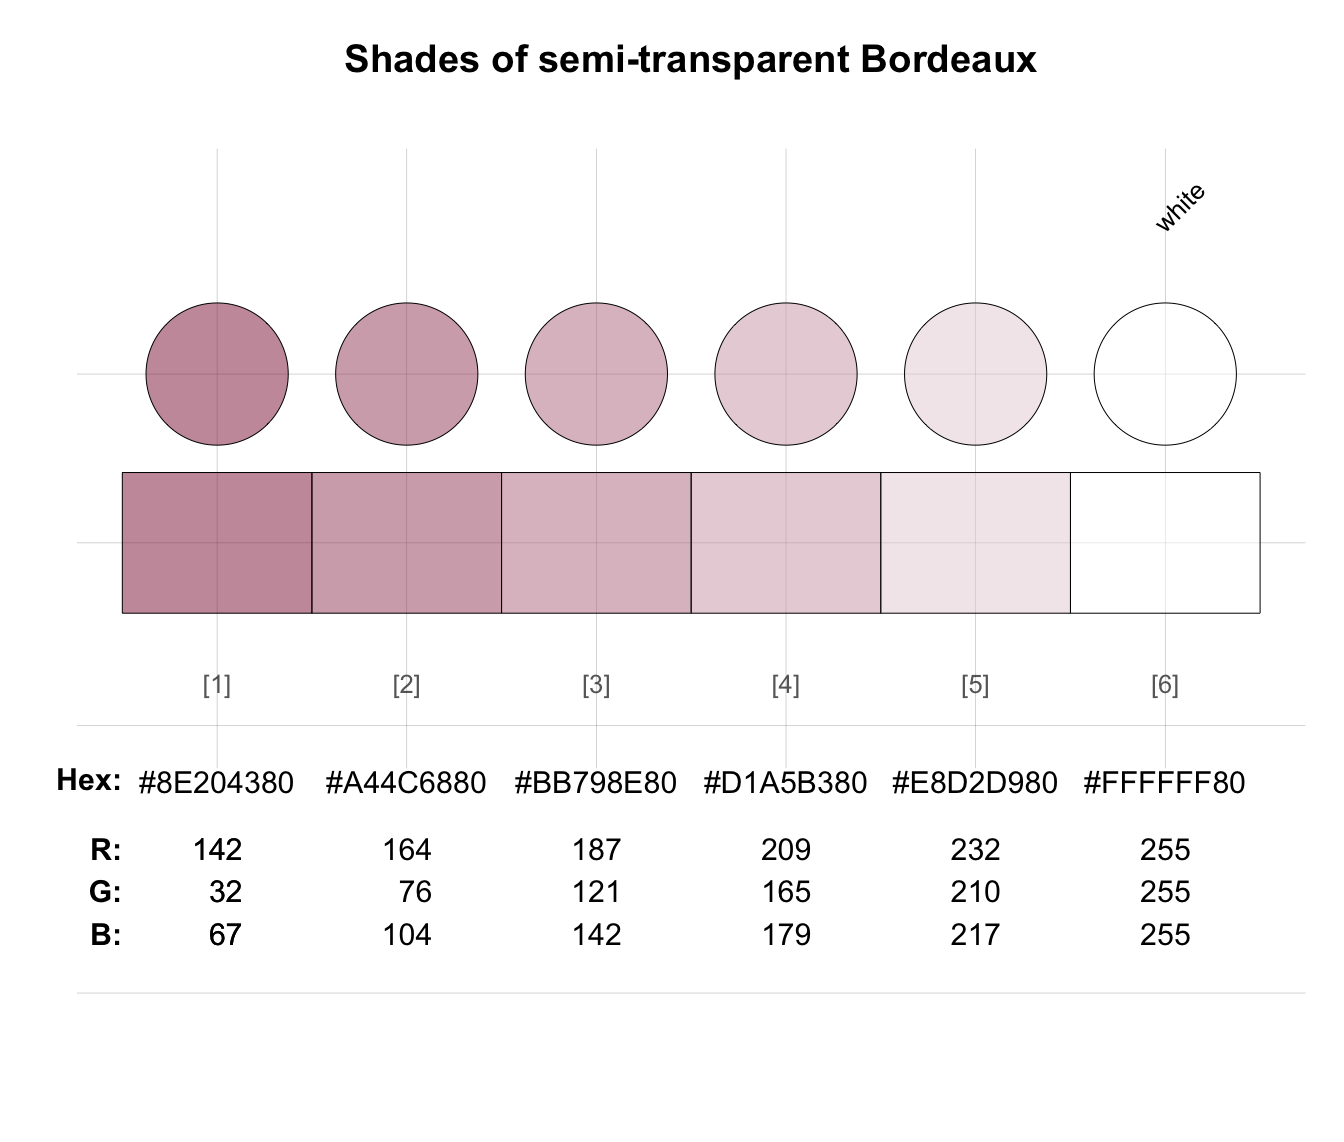 Shades of semi-transparent Bordeaux
white
[1] [2] [3] [4] [5] [6]
Hex: #8E204380 #A44C6880 #BB798E80 #D1A5B380 #E8D2D980 #FFFFFF80
R: 142 164 187 209 232 255
G: 32 76 121 165 210 255
B: 67 104 142 179 217 255